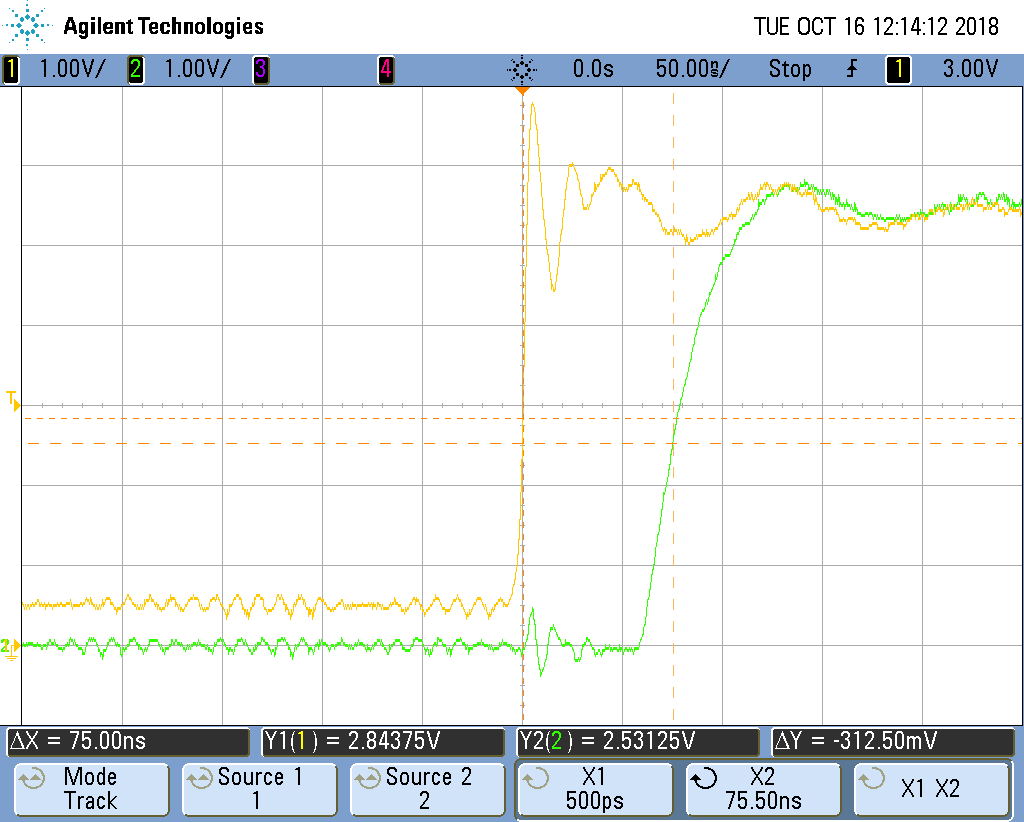 Agilent Technologies TUE OCT 16 12:14:12 2018
1 1.00V/ 2 1.00V/ 3 4 0.0s 50.00ns/ Stop 1 3.00V
T
2
ΔX = 75.00ns Y1(1) = 2.84375V Y2(2) = 2.53125V ΔY = -312.50mV
Mode Source 1 Source 2 X1 X2 X1 X2
Track 1 2 500ps 75.50ns